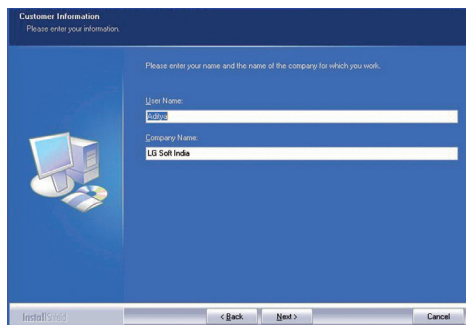 Customer Information
Please enter your information.
Please enter your name and the name of the company for which you work.
User Name:
Aditya
Company Name:
LG Soft India
InstallShield
< Back
Next >
Cancel